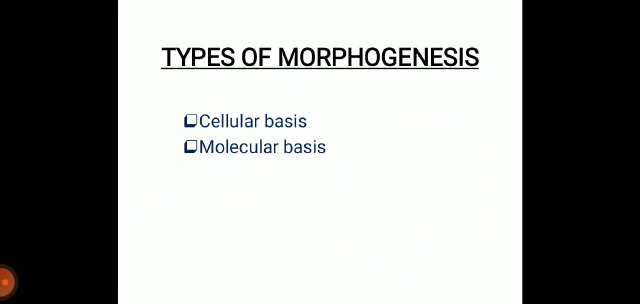 TYPES OF MORPHOGENESIS
❑Cellular basis
❑Molecular basis